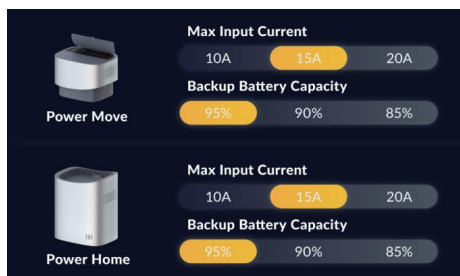 Max Input Current
10A 15A 20A
Backup Battery Capacity
Power Move 95% 90% 85%
Max Input Current
10A 15A 20A
Backup Battery Capacity
95% 90% 85%
Power Home